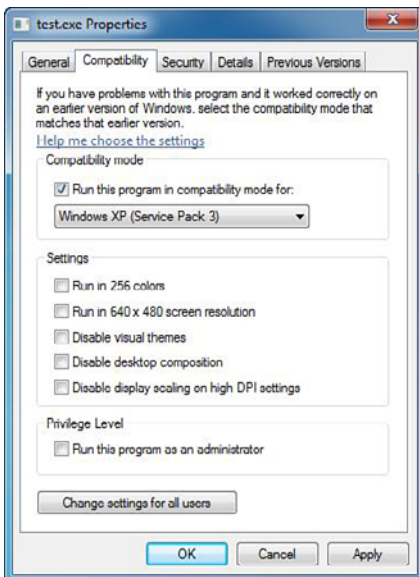 test.exe Properties
General Compatibility Security Details Previous Versions
If you have problems with this program and it worked correctly on
an earlier version of Windows, select the compatibility mode that
matches that earlier version.
Help me choose the settings
Compatibility mode
Run this program in compatibility mode for:
Windows XP (Service Pack 3)
Settings
Run in 256 colors
Run in 640 x 480 screen resolution
Disable visual themes
Disable desktop composition
Disable display scaling on high DPI settings
Privilege Level
Run this program as an administrator
Change settings for all users
OK Cancel Apply